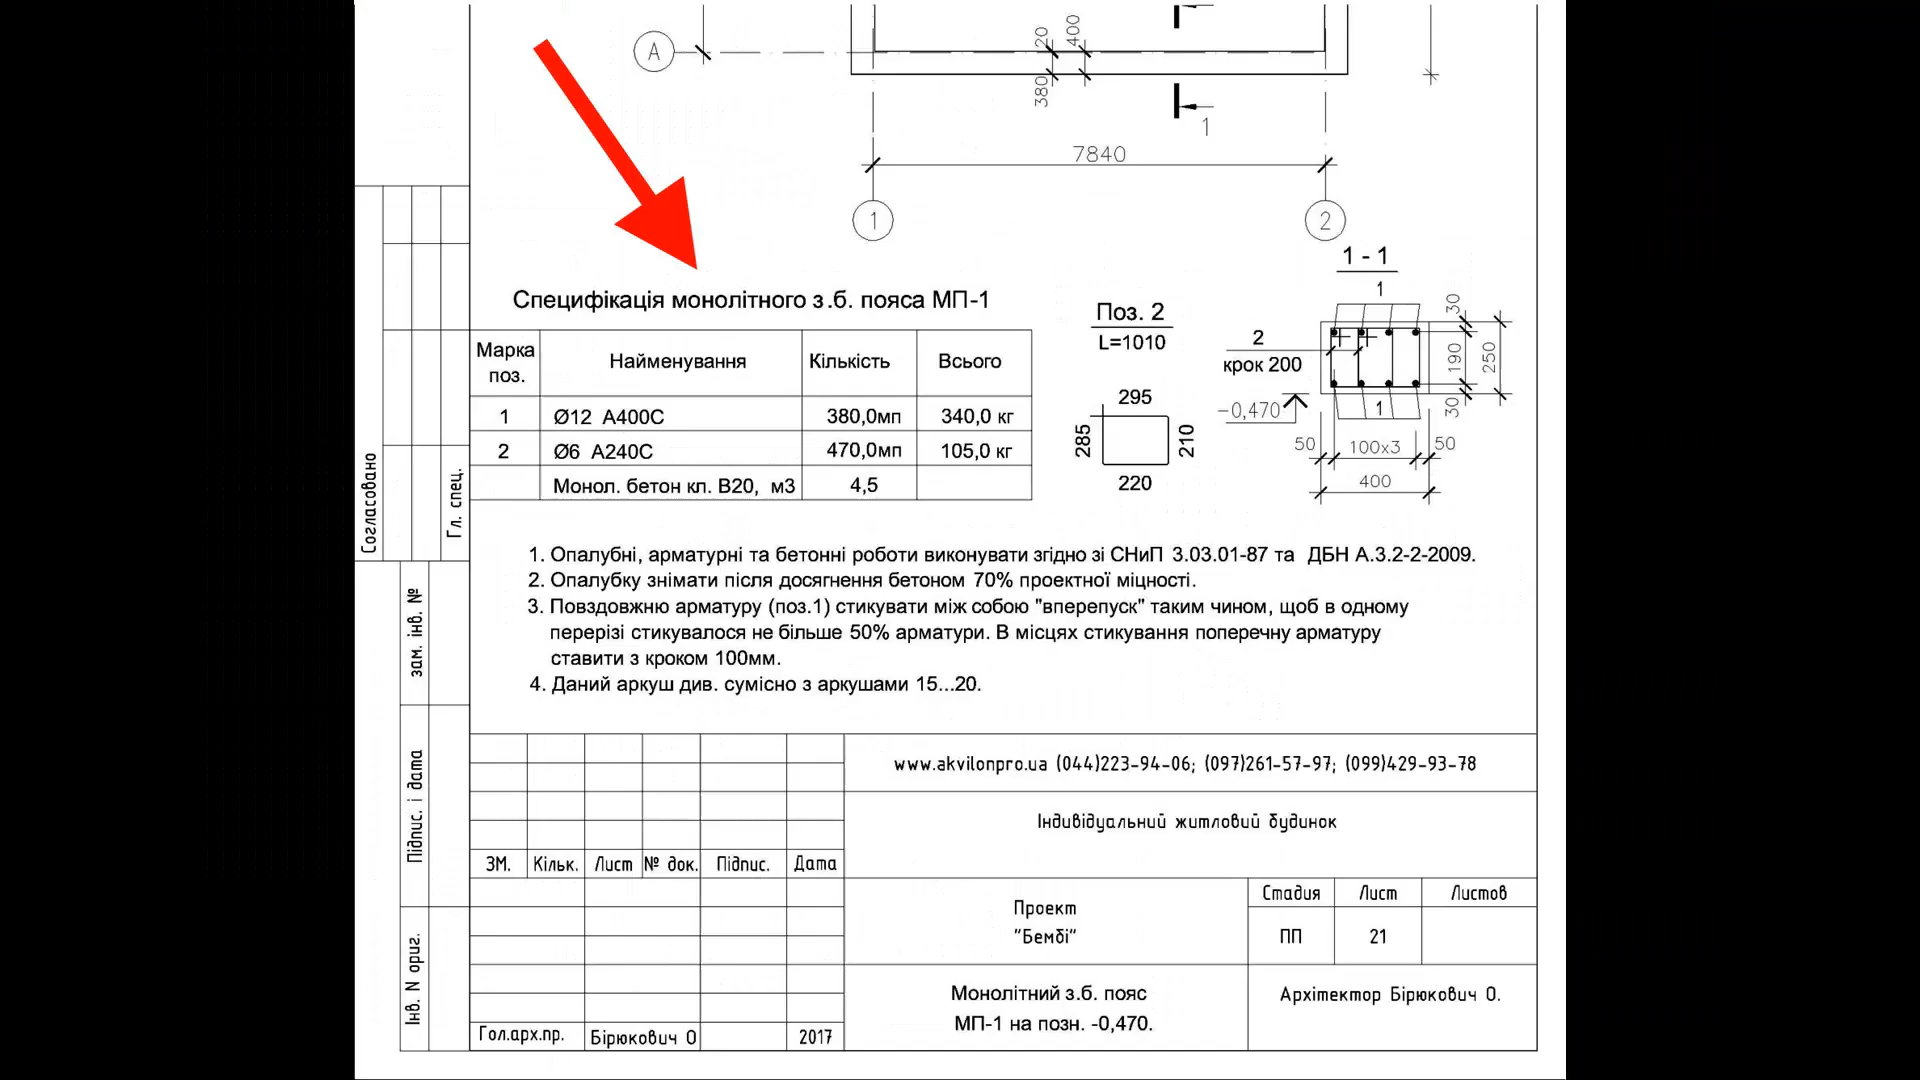 А
20
400
380
1
7840
1
2
1 - 1
Специфікація монолітного з.б. пояса МП-1
Марка поз.
Найменування
Кількість
Всього
1
Ø12 А400С
380,0мп
340,0 кг
2
Ø6 А240С
470,0мп
105,0 кг
Монол. бетон кл. В20, м3
4,5
Поз. 2
L=1010
295
285
210
220
1
2
крок 200
-0,470
1
30
190
250
30
50
100х3
50
400
1. Опалубні, арматурні та бетонні роботи виконувати згідно зі СНиП 3.03.01-87 та ДБН А.3.2-2-2009.
2. Опалубку знімати після досягнення бетоном 70% проектної міцності.
3. Повздовжню арматуру (поз.1) стикувати між собою "вперепуск" таким чином, щоб в одному
перерізі стикувалося не більше 50% арматури. В місцях стикування поперечну арматуру
ставити з кроком 100мм.
4. Даний аркуш див. сумісно з аркушами 15...20.
Согласовано
Гл. спец.
зам. інв. №
Підпис. і дата
Інв. N ориг.
www.akvilonpro.ua (044)223-94-06; (097)261-57-97; (099)429-93-78
Індивідуальний житловий будинок
ЗМ.
Кільк.
Лист
№ док.
Підпис.
Дата
Проект
"Бембі"
Стадия
Лист
Листов
ПП
21
Монолітний з.б. пояс
МП-1 на позн. -0,470.
Архітектор Бірюкович О.
Гол.арх.пр.
Бірюкович О
2017